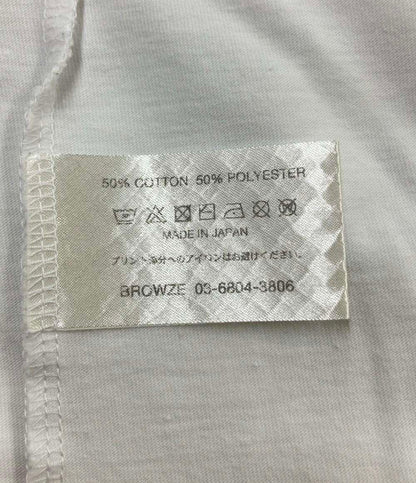 50% COTTON 50% POLYESTER
MADE IN JAPAN
プリント部分へのアイロンはお避けください。
BROWZE 03-6804-3806